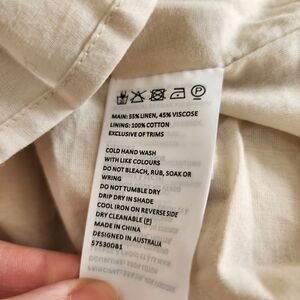 MAIN: 55% LINEN, 45% VISCOSE
LINING: 100% COTTON
EXCLUSIVE OF TRIMS
COLD HAND WASH
WITH LIKE COLOURS
DO NOT BLEACH, RUB, SOAK OR
WRING
DO NOT TUMBLE DRY
DRIP DRY IN SHADE
COOL IRON ON REVERSE SIDE
DRY CLEANABLE (P)
MADE IN CHINA
DESIGNED IN AUSTRALIA
57530DB1